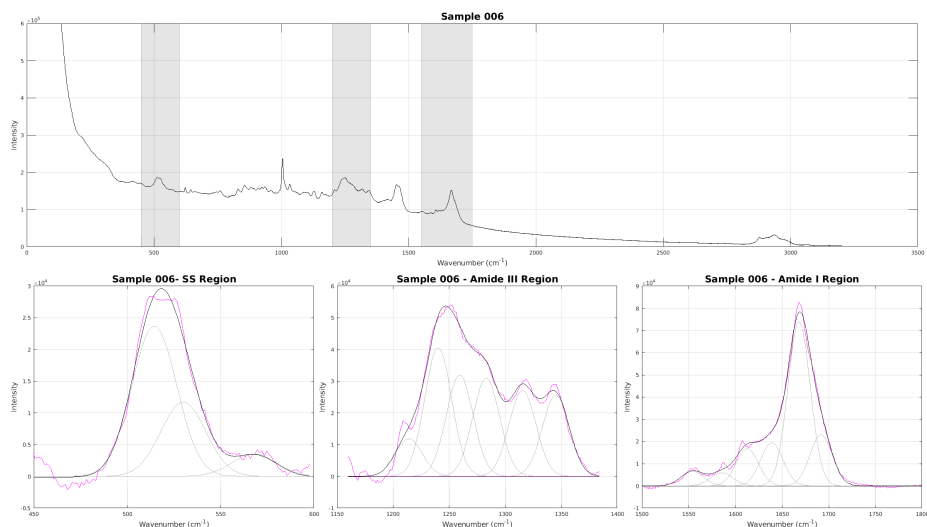 Sample 006
×10⁵
6
5
4
3
2
1
0
Intensity
0 500 1000 1500 2000 2500 3000 3500
Wavenumber (cm⁻¹)
Sample 006- SS Region
×10⁴
3
2.5
2
1.5
1
0.5
0
-0.5
Intensity
450 500 550 600
Wavenumber (cm⁻¹)
Sample 006 - Amide III Region
×10⁴
6
5
4
3
2
1
0
-1
Intensity
1150 1200 1250 1300 1350 1400
Wavenumber (cm⁻¹)
Sample 006 - Amide I Region
×10⁴
9
8
7
6
5
4
3
2
1
0
-1
Intensity
1500 1550 1600 1650 1700 1750 1800
Wavenumber (cm⁻¹)